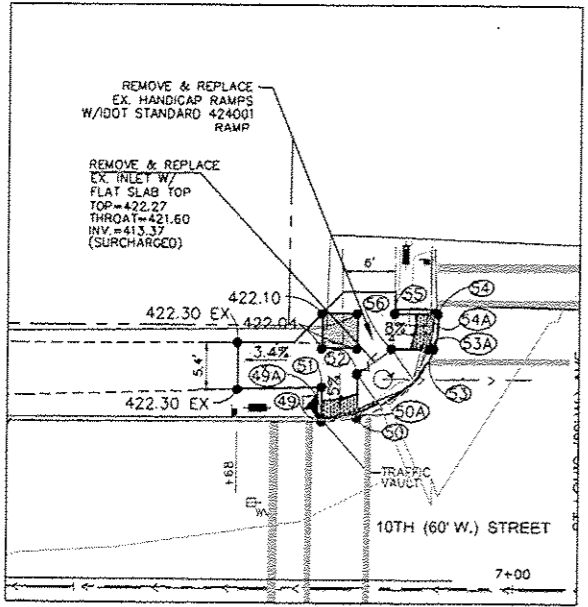 REMOVE & REPLACE
EX. HANDICAP RAMPS
W/IDOT STANDARD 424001
RAMP
REMOVE & REPLACE
EX. INLET W/
FLAT SLAB TOP
TOP=422.27
THROAT=421.60
INV.=413.37
(SURCHARGED)
6'
422.10
422.30 EX
56
55
54
54A
8%
53A
52
3.4%
5.4'
51
49A
5%
53
422.30 EX
49
50A
50
+68
TRAFFIC
VAULT
10TH (60' W.) STREET
7+00